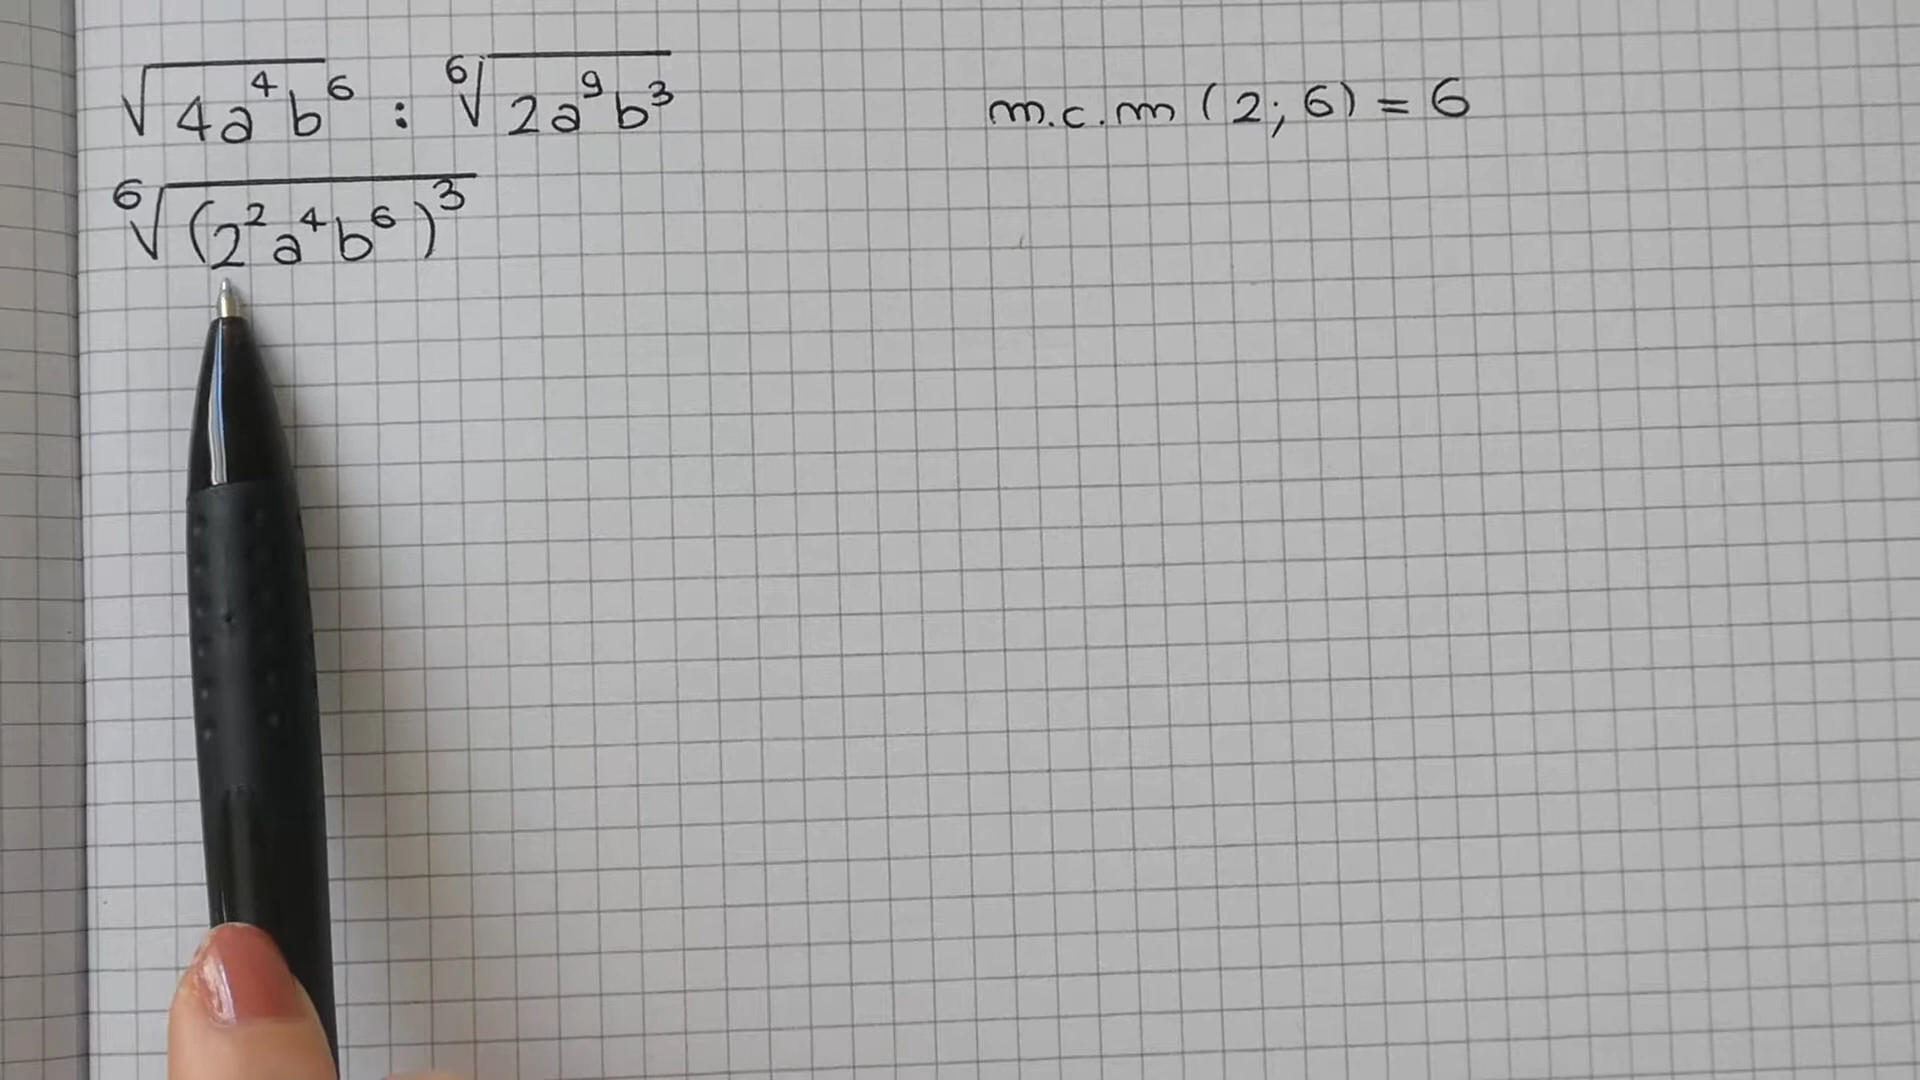 √4a⁴b⁶ : ⁶√2a⁹b³
m.c.m (2; 6) = 6
⁶√(2²a⁴b⁶)³